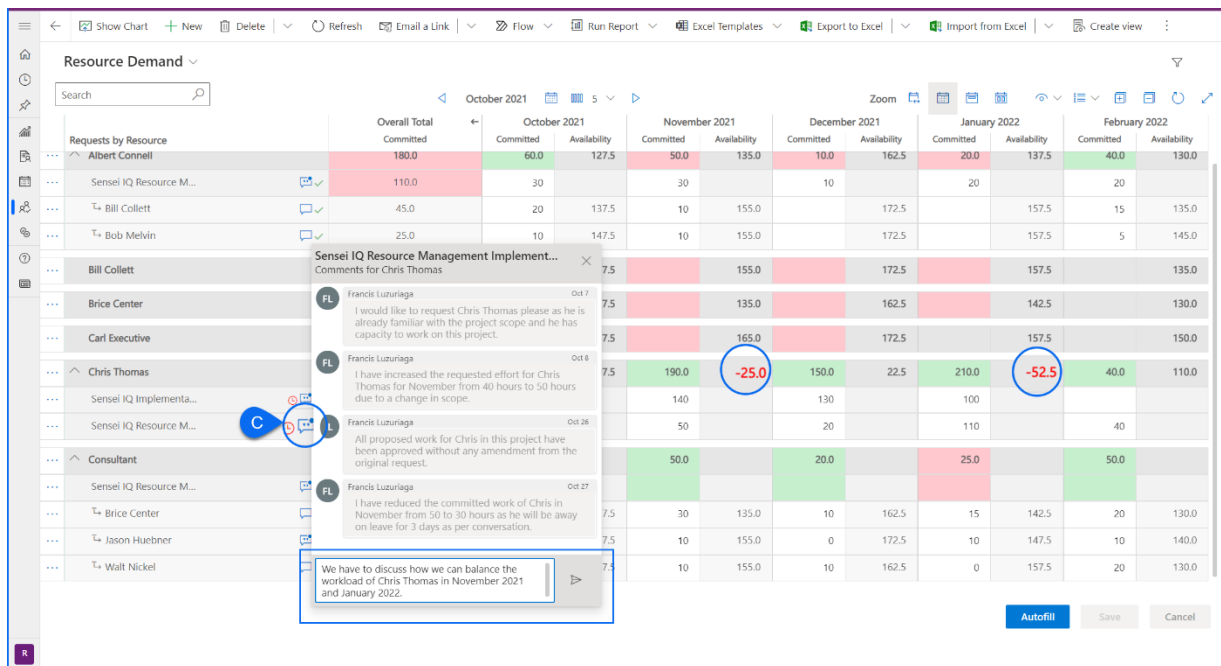 Show Chart New Delete Refresh Email a Link Flow Run Report Excel Templates Export to Excel Import from Excel Create view
Resource Demand
Search
October 2021 5 Zoom
Overall Total October 2021 November 2021 December 2021 January 2022 February 2022
Requests by Resource Committed Committed Availability Committed Availability Committed Availability Committed Availability Committed Availability
Albert Connell 180.0 60.0 127.5 50.0 135.0 10.0 162.5 20.0 137.5 40.0 130.0
Sensei IQ Resource M... 110.0 30 30 10 20 20
Bill Collett 45.0 20 137.5 10 155.0 172.5 157.5 15 135.0
Bob Melvin 25.0 10 147.5 10 155.0 172.5 157.5 5 145.0
Bill Collett 7.5 155.0 172.5 157.5 135.0
Brice Center 7.5 135.0 162.5 142.5 130.0
Carl Executive 7.5 165.0 172.5 157.5 150.0
Chris Thomas 7.5 190.0 -25.0 150.0 22.5 210.0 -52.5 40.0 110.0
Sensei IQ Implementa... 140 130 100
Sensei IQ Resource M... 50 20 110 40
C
Consultant 50.0 20.0 25.0 50.0
Sensei IQ Resource M...
Brice Center 7.5 30 135.0 10 162.5 15 142.5 20 130.0
Jason Huebner 7.5 10 155.0 0 172.5 10 147.5 10 140.0
Walt Nickel 7.5 10 155.0 10 162.5 0 157.5 20 130.0
Sensei IQ Resource Management Implement...
Comments for Chris Thomas
FL Francis Luzuriaga Oct 7
I would like to request Chris Thomas please as he is
already familiar with the project scope and he has
capacity to work on this project.
FL Francis Luzuriaga Oct 8
I have increased the requested effort for Chris
Thomas for November from 40 hours to 50 hours
due to a change in scope.
L Francis Luzuriaga Oct 26
All proposed work for Chris in this project have
been approved without any amendment from the
original request.
FL Francis Luzuriaga Oct 27
I have reduced the committed work of Chris in
November from 50 to 30 hours as he will be away
on leave for 3 days as per conversation.
We have to discuss how we can balance the
workload of Chris Thomas in November 2021
and January 2022.
Autofill Save Cancel
R